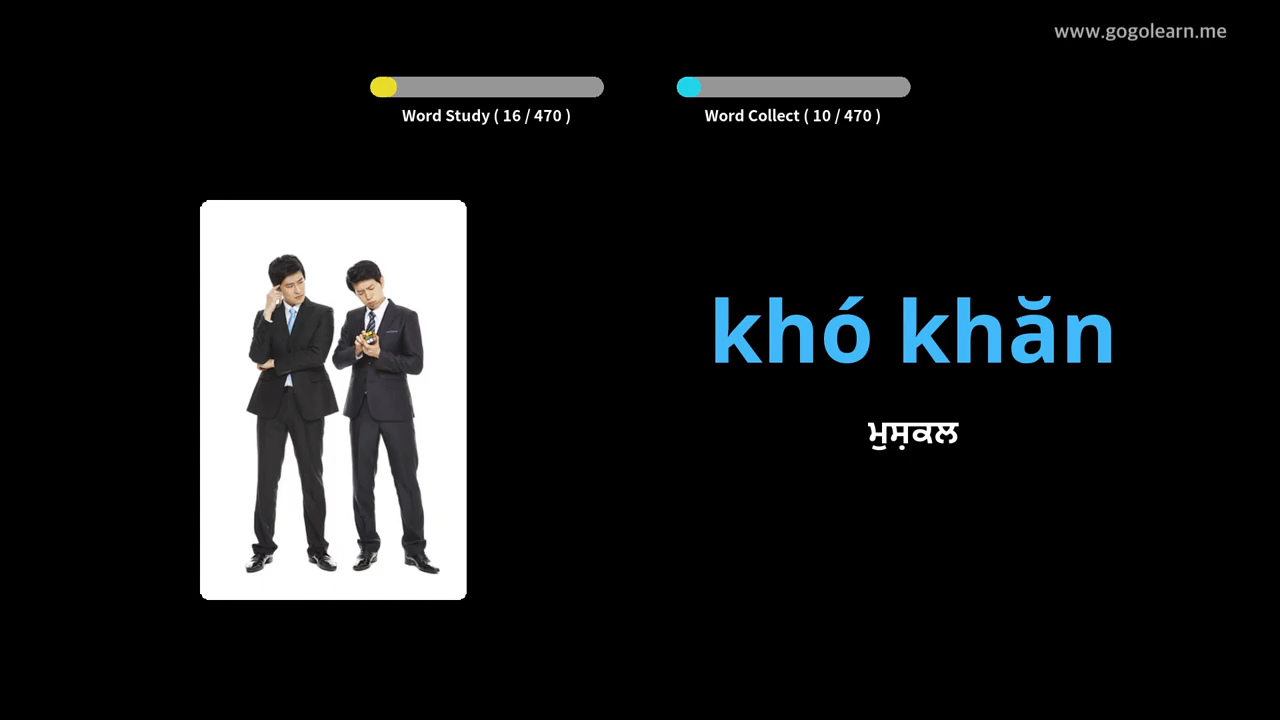 www.gogolearn.me
Word Study ( 16 / 470 )
Word Collect ( 10 / 470 )
khó khăn
ਮੁਸ਼ਕਲ